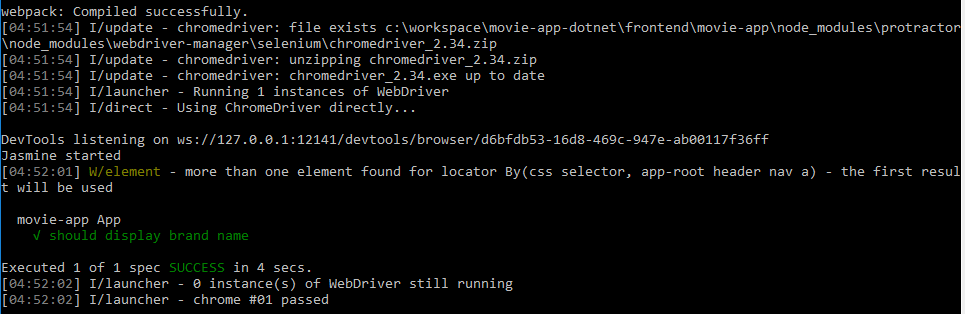 webpack: Compiled successfully.
[04:51:54] I/update - chromedriver: file exists c:\workspace\movie-app-dotnet\frontend\movie-app\node_modules\protractor
\node_modules\webdriver-manager\selenium\chromedriver_2.34.zip
[04:51:54] I/update - chromedriver: unzipping chromedriver_2.34.zip
[04:51:54] I/update - chromedriver: chromedriver_2.34.exe up to date
[04:51:54] I/launcher - Running 1 instances of WebDriver
[04:51:54] I/direct - Using ChromeDriver directly...

DevTools listening on ws://127.0.0.1:12141/devtools/browser/d6bfdb53-16d8-469c-947e-ab00117f36ff
Jasmine started
[04:52:01] W/element - more than one element found for locator By(css selector, app-root header nav a) - the first resul
t will be used

  movie-app App
    √ should display brand name

Executed 1 of 1 spec SUCCESS in 4 secs.
[04:52:02] I/launcher - 0 instance(s) of WebDriver still running
[04:52:02] I/launcher - chrome #01 passed